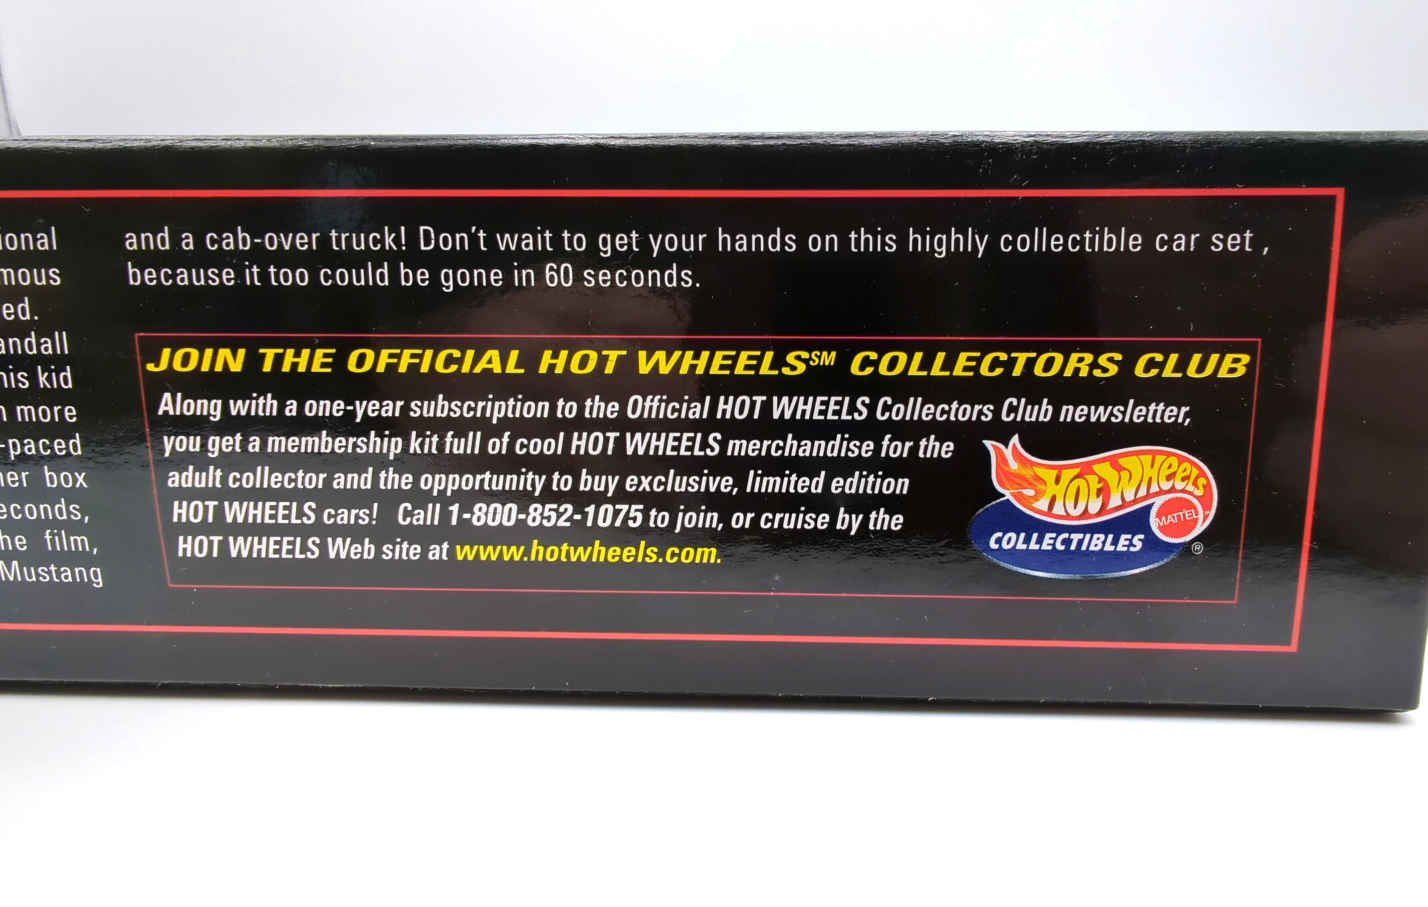 and a cab-over truck! Don't wait to get your hands on this highly collectible car set ,
because it too could be gone in 60 seconds.
ed.
his kid
more
-paced
box
he film,
Mustang
JOIN THE OFFICIAL HOT WHEELS℠ COLLECTORS CLUB
Along with a one-year subscription to the Official HOT WHEELS Collectors Club newsletter,
you get a membership kit full of cool HOT WHEELS merchandise for the
adult collector and the opportunity to buy exclusive, limited edition
HOT WHEELS cars! Call 1-800-852-1075 to join, or cruise by the
HOT WHEELS Web site at www.hotwheels.com.
Hot Wheels
MATTEL
COLLECTIBLES ®